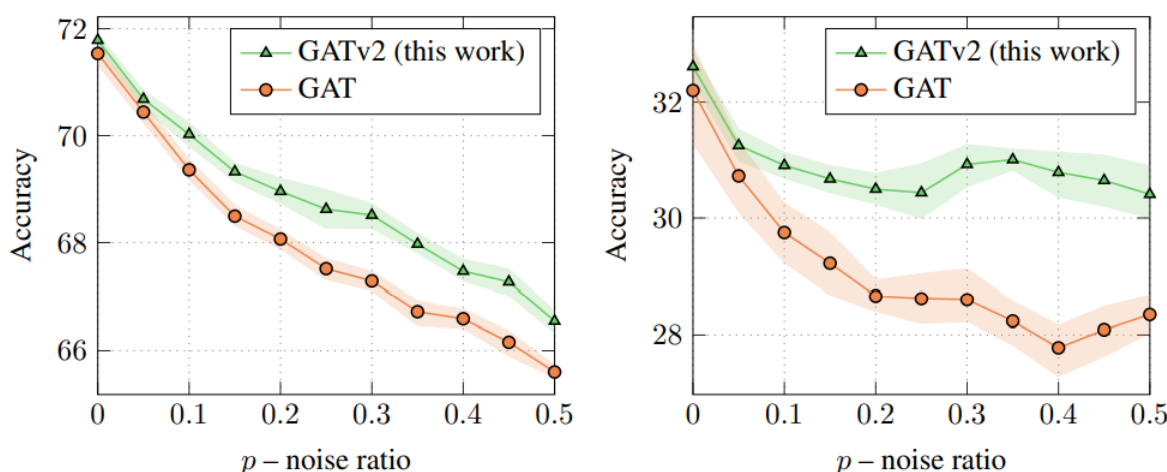 72
70
68
66
Accuracy
GATv2 (this work)
GAT
0 0.1 0.2 0.3 0.4 0.5
p – noise ratio
32
30
28
Accuracy
GATv2 (this work)
GAT
0 0.1 0.2 0.3 0.4 0.5
p – noise ratio